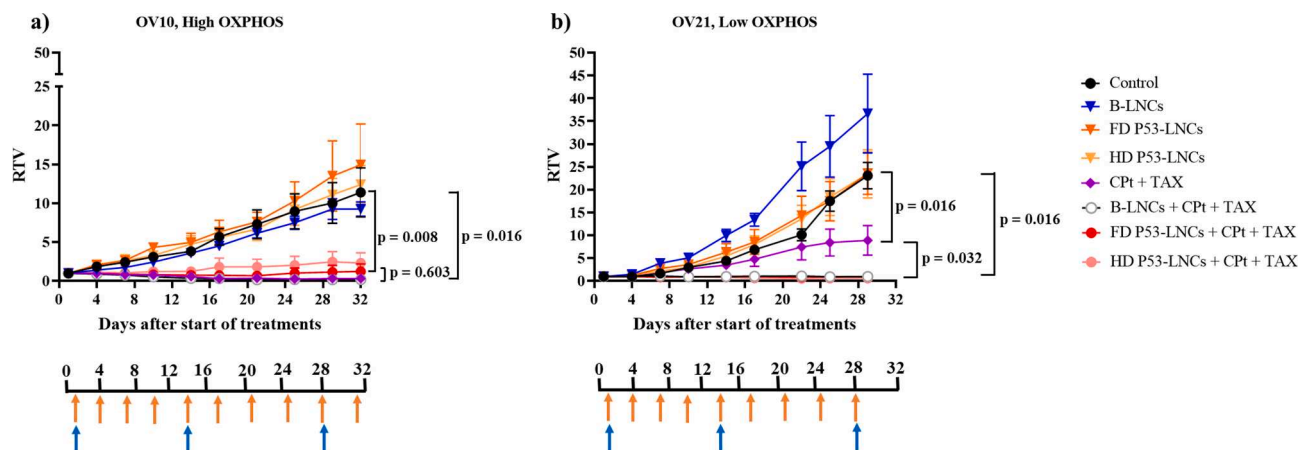 a) OV10, High OXPHOS
50
25
20
15
10
5
0
RTV
0 4 8 12 16 20 24 28 32
Days after start of treatments
p = 0.008
p = 0.016
p = 0.603
0 4 8 12 16 20 24 28 32
b) OV21, Low OXPHOS
50
45
40
35
30
25
20
15
10
5
0
RTV
0 4 8 12 16 20 24 28 32
Days after start of treatments
p = 0.016
p = 0.016
p = 0.032
0 4 8 12 16 20 24 28 32
Control
B-LNCs
FD P53-LNCs
HD P53-LNCs
CPt + TAX
B-LNCs + CPt + TAX
FD P53-LNCs + CPt + TAX
HD P53-LNCs + CPt + TAX